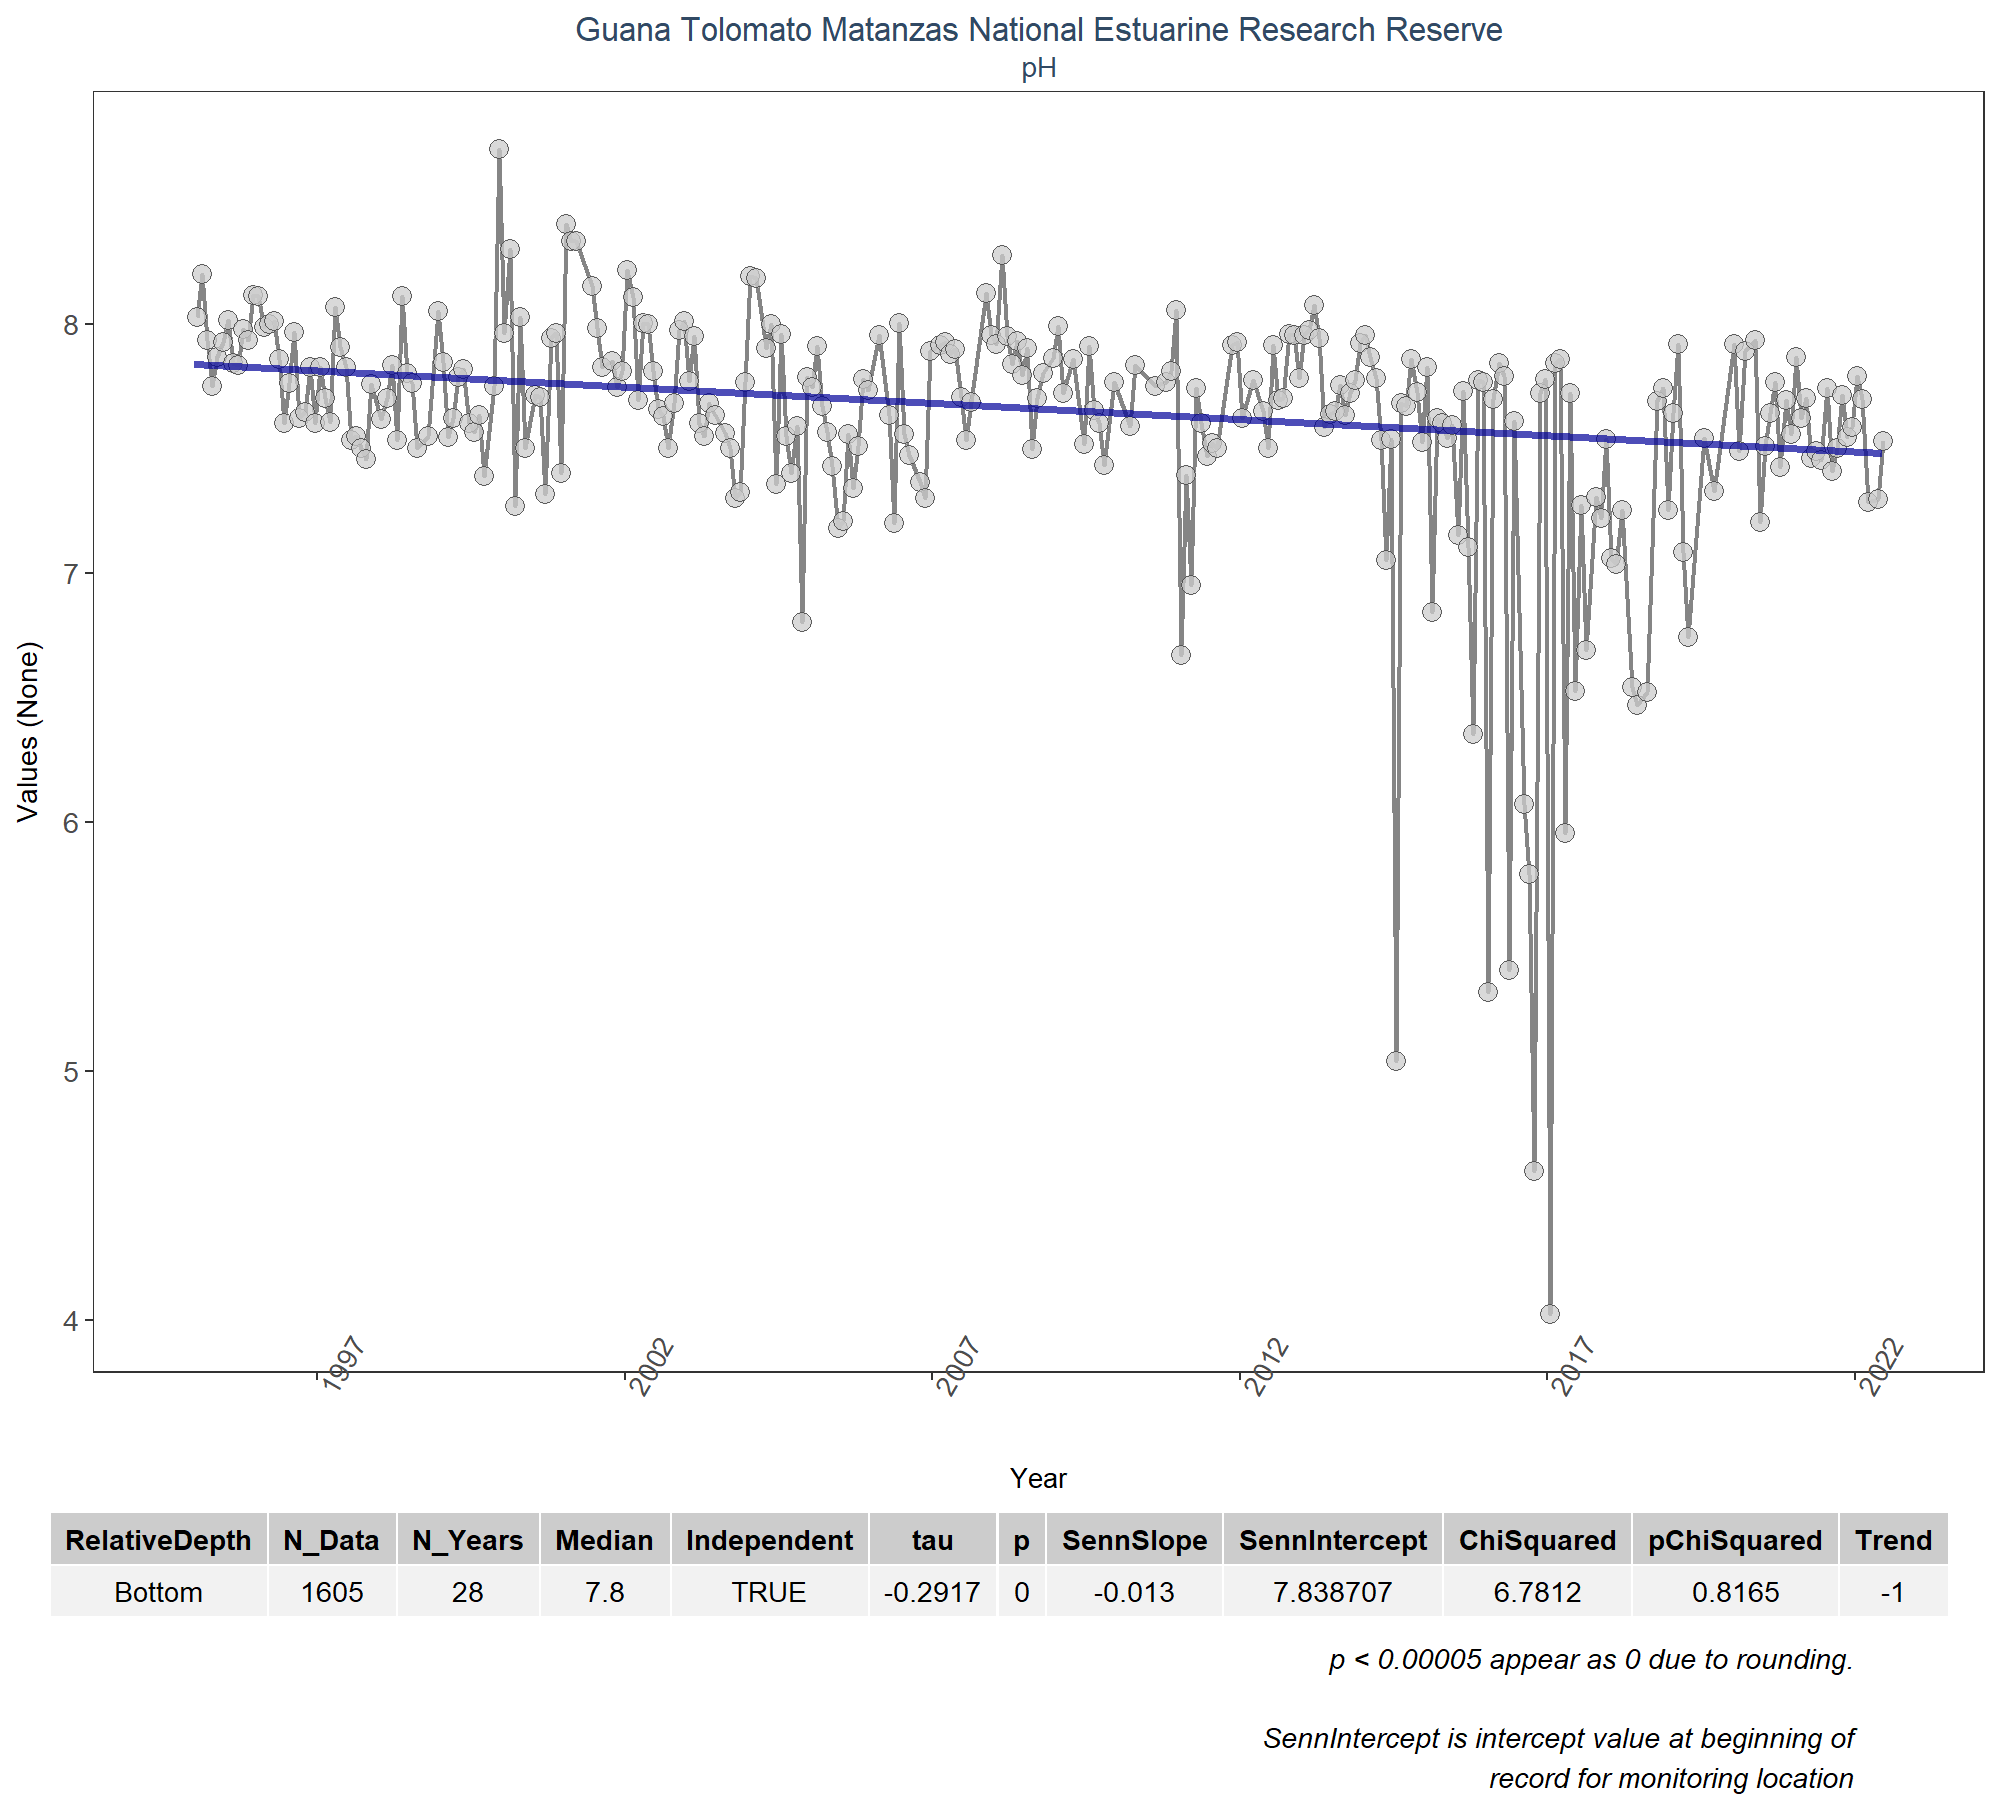 Guana Tolomato Matanzas National Estuarine Research Reserve
pH
Values (None)
8
7
6
5
4
1997 2002 2007 2012 2017 2022
Year
RelativeDepth N_Data N_Years Median Independent tau p SennSlope SennIntercept ChiSquared pChiSquared Trend
Bottom 1605 28 7.8 TRUE -0.2917 0 -0.013 7.838707 6.7812 0.8165 -1
p < 0.00005 appear as 0 due to rounding.
SennIntercept is intercept value at beginning of
record for monitoring location